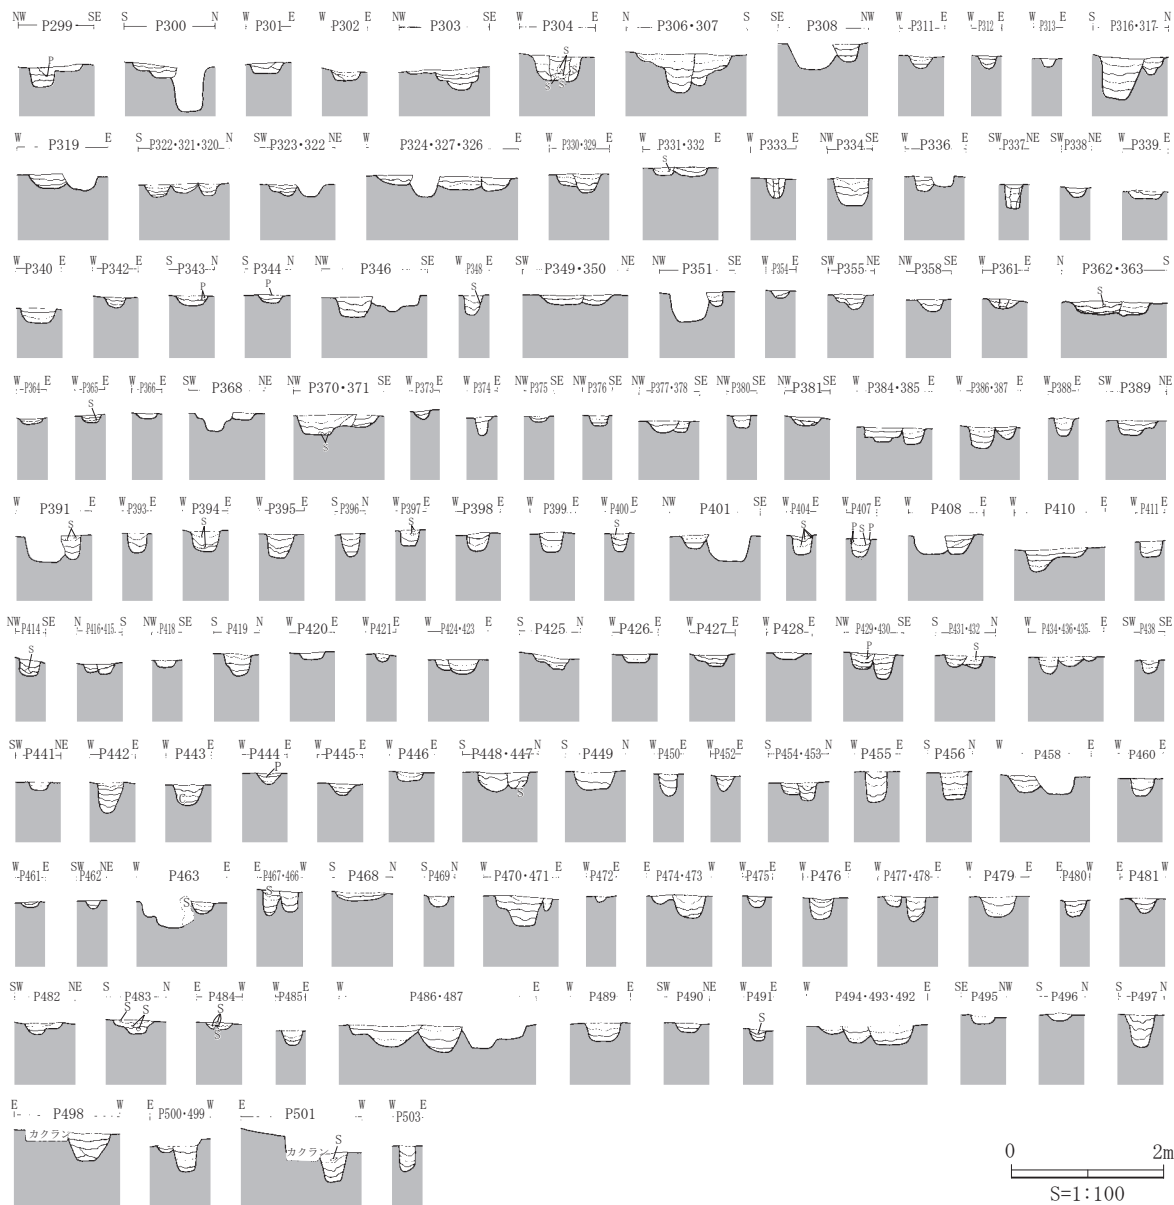 NW P299 SE S P300 N W P301 E W P302 E NW P303 SE W P304 E N P306・307 S SE P308 NW W P311 E W P312 E W P313 E S P316・317 N
P S S S
W P319 E S P322・321・320 N SW P323・322 NE W P324・327・326 E W P330・329 E W P331・332 E W P333 E NW P334 SE W P336 E SW P337 NE SW P338 NE W P339 E
S
W P340 E W P342 E S P343 N S P344 N NW P346 SE W P348 E SW P349・350 NE NW P351 SE W P354 E SW P355 NE NW P358 SE W P361 E N P362・363 S
P P S S
W P364 E W P365 E W P366 E SW P368 NE NW P370・371 SE W P373 E W P374 E NW P375 SE NW P376 SE NW P377・378 SE NW P380 SE NW P381 SE W P384・385 E W P386・387 E W P388 E SW P389 NE
S S
W P391 E W P393 E W P394 E W P395 E S P396 N W P397 E W P398 E W P399 E W P400 E NW P401 SE W P404 E W P407 E W P408 E W P410 E W P411 E
S S S S S P S P
NW P414 SE N P416・415 S NW P418 SE S P419 N W P420 E W P421 E W P424・423 E S P425 N W P426 E W P427 E W P428 E NW P429・430 SE S P431・432 N W P434・436・435 E SW P438 SE
S P S
SW P441 NE W P442 E W P443 E W P444 E W P445 E W P446 E S P448・447 N S P449 N W P450 E W P452 E S P454・453 N W P455 E S P456 N W P458 E W P460 E
P S
W P461 E SW P462 NE W P463 E E P467・466 W S P468 N S P469 N W P470・471 E W P472 E E P474・473 W W P475 E W P476 E W P477・478 E W P479 E W P480 E E P481 W
S S
SW P482 NE S P483 N E P484 W W P485 E W P486・487 E W P489 E SW P490 NE W P491 E W P494・493・492 E SE P495 NW S P496 N S P497 N
S S S S S
E P498 W E P500・499 W E P501 W W P503 E
カクラン カクラン S
0 2m
S=1:100